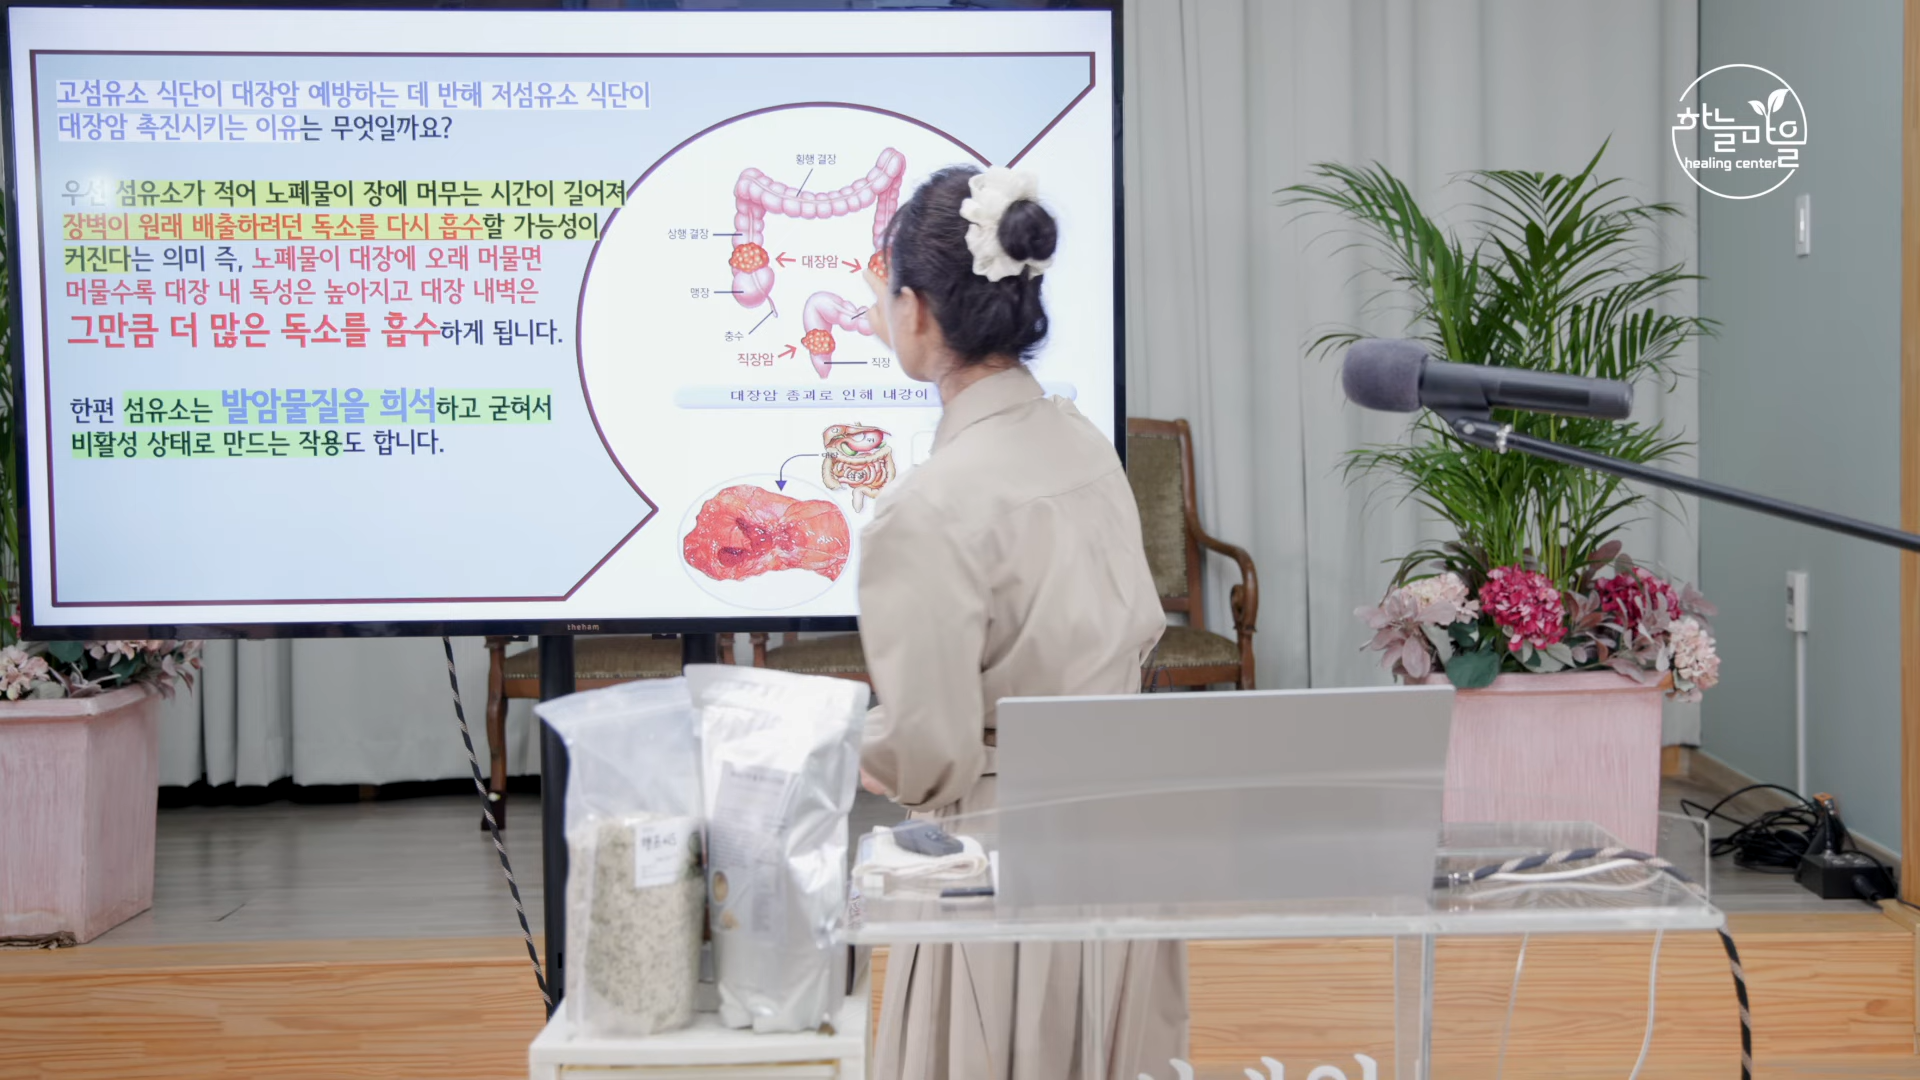 고섬유소 식단이 대장암 예방하는 데 반해 저섬유소 식단이
대장암 촉진시키는 이유는 무엇일까요?
우선 섬유소가 적어 노폐물이 장에 머무는 시간이 길어져
장벽이 원래 배출하려던 독소를 다시 흡수할 가능성이
커진다는 의미 즉, 노폐물이 대장에 오래 머물면
머물수록 대장 내 독성은 높아지고 대장 내벽은
그만큼 더 많은 독소를 흡수하게 됩니다.
한편 섬유소는 발암물질을 희석하고 굳혀서
비활성 상태로 만드는 작용도 합니다.
횡행 결장
상행 결장
대장암
맹장
충수
직장암
직장
대장암 종괴로 인해 내강이
theham
하늘마을
healing center